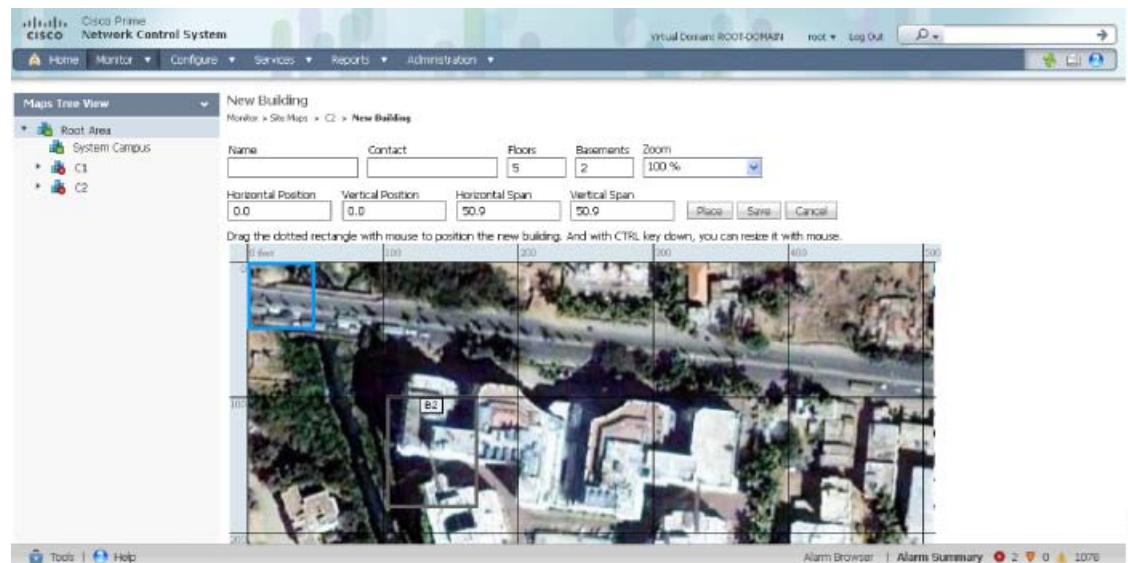 Cisco Prime
CISCO Network Control System
Virtual Domain: ROOT-DOMAIN root Log Out
Home Monitor Configure Services Reports Administration
Maps Tree View
Root Area
System Campus
C1
C2
New Building
Monitor > Site Maps > C2 > New Building
Name Contact Floors Basements Zoom
5 2 100 %
Horizontal Position Vertical Position Horizontal Span Vertical Span
0.0 0.0 50.9 50.9 Place Save Cancel
Drag the dotted rectangle with mouse to position the new building. And with CTRL key down, you can resize it with mouse.
0 feet 100 200 300 400 500
0
100
B2
200
Tools | Help Alarm Browser | Alarm Summary 2 0 1078